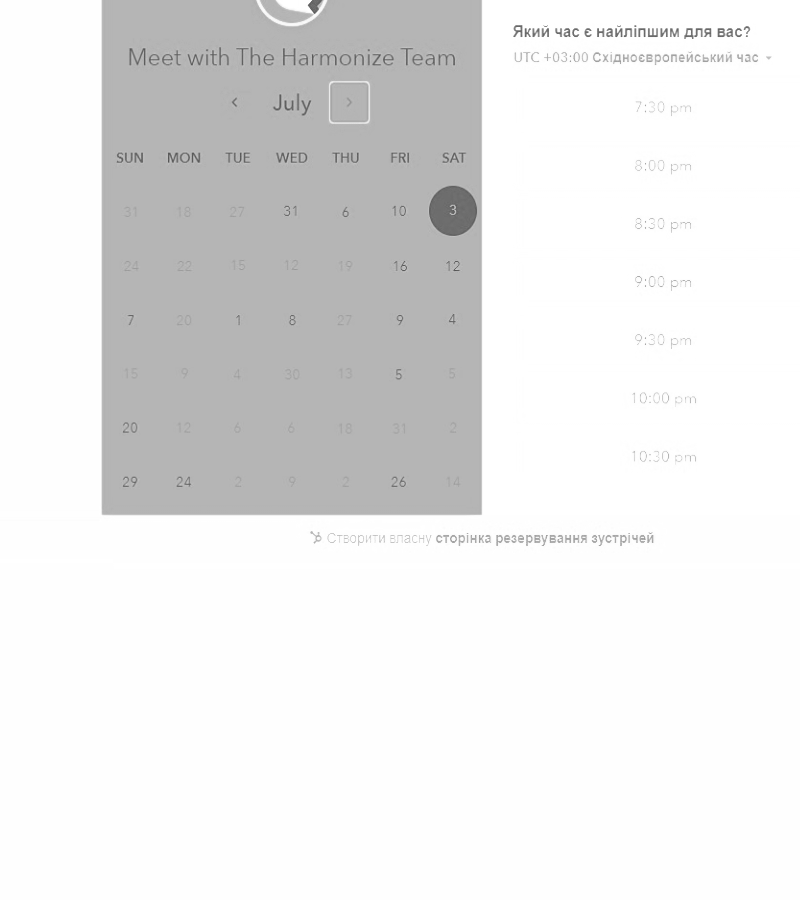 Meet with The Harmonize Team
July
SUN MON TUE WED THU FRI SAT
31 18 27 31 6 10 3
24 22 15 12 19 16 12
7 20 1 8 27 9 4
15 9 4 30 13 5 5
20 12 6 6 18 31 2
29 24 2 9 2 26 14
Який час є найліпшим для вас?
UTC +03:00 Східноєвропейський час
7:30 pm
8:00 pm
8:30 pm
9:00 pm
9:30 pm
10:00 pm
10:30 pm
Створити власну сторінка резервування зустрічей